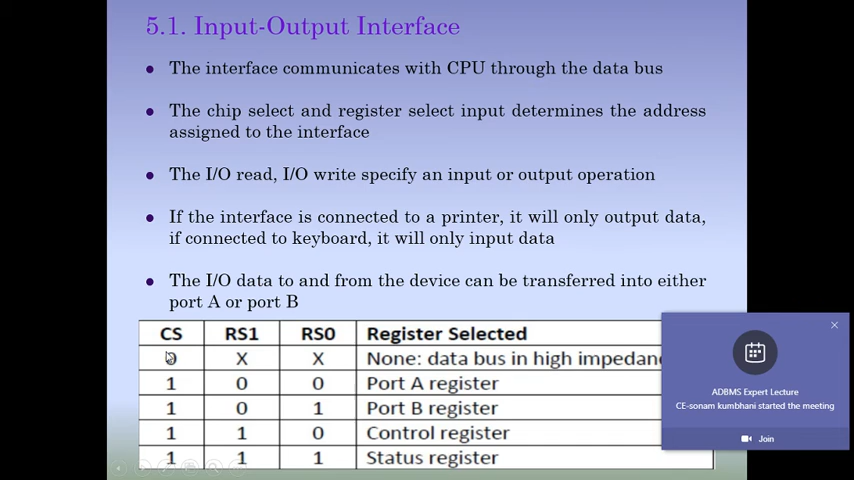 5.1. Input-Output Interface
The interface communicates with CPU through the data bus
The chip select and register select input determines the address
assigned to the interface
The I/O read, I/O write specify an input or output operation
If the interface is connected to a printer, it will only output data,
if connected to keyboard, it will only input data
The I/O data to and from the device can be transferred into either
port A or port B
CS RS1 RS0 Register Selected
0 X X None: data bus in high impedanc
1 0 0 Port A register
1 0 1 Port B register
1 1 0 Control register
1 1 1 Status register
ADBMS Expert Lecture
CE-sonam kumbhani started the meeting
Join